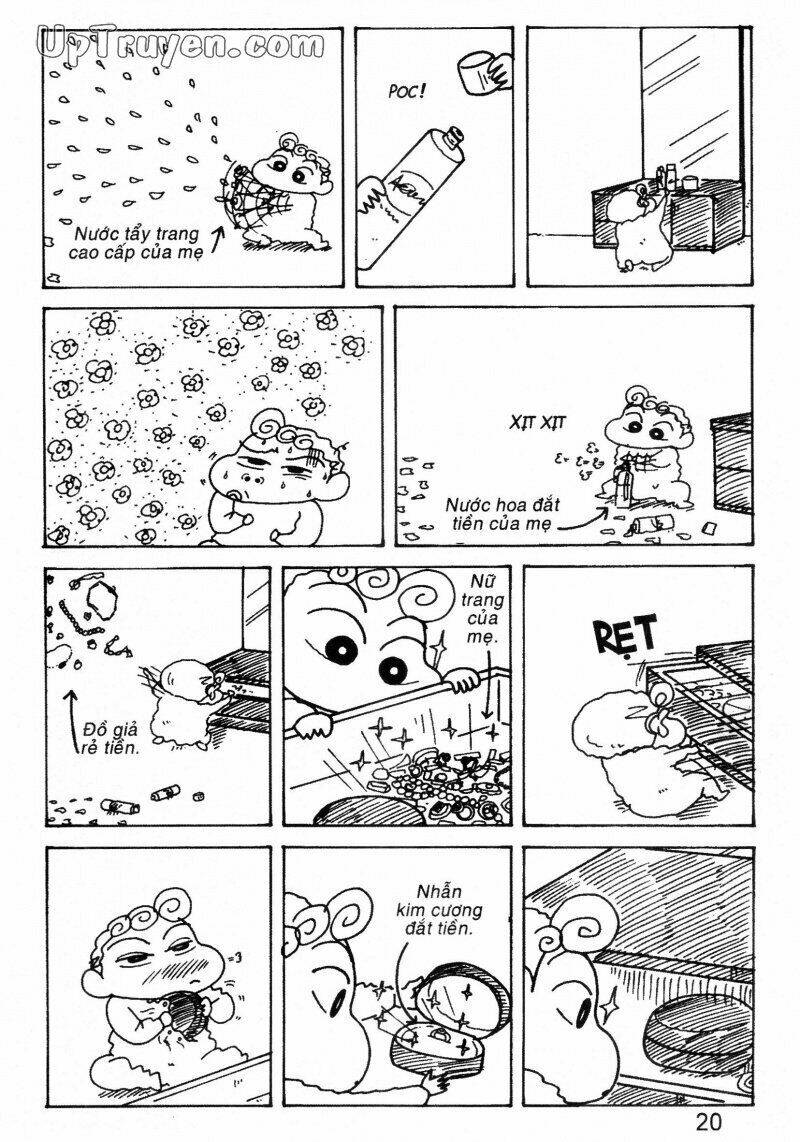 UpTruyen.com
POC!
Nước tẩy trang
cao cấp của mẹ
XỊT XỊT
Nước hoa đắt
tiền của mẹ
RẸT
Nữ
trang
của
mẹ.
Đồ giả
rẻ tiền.
Nhẫn
kim cương
đắt tiền.
20